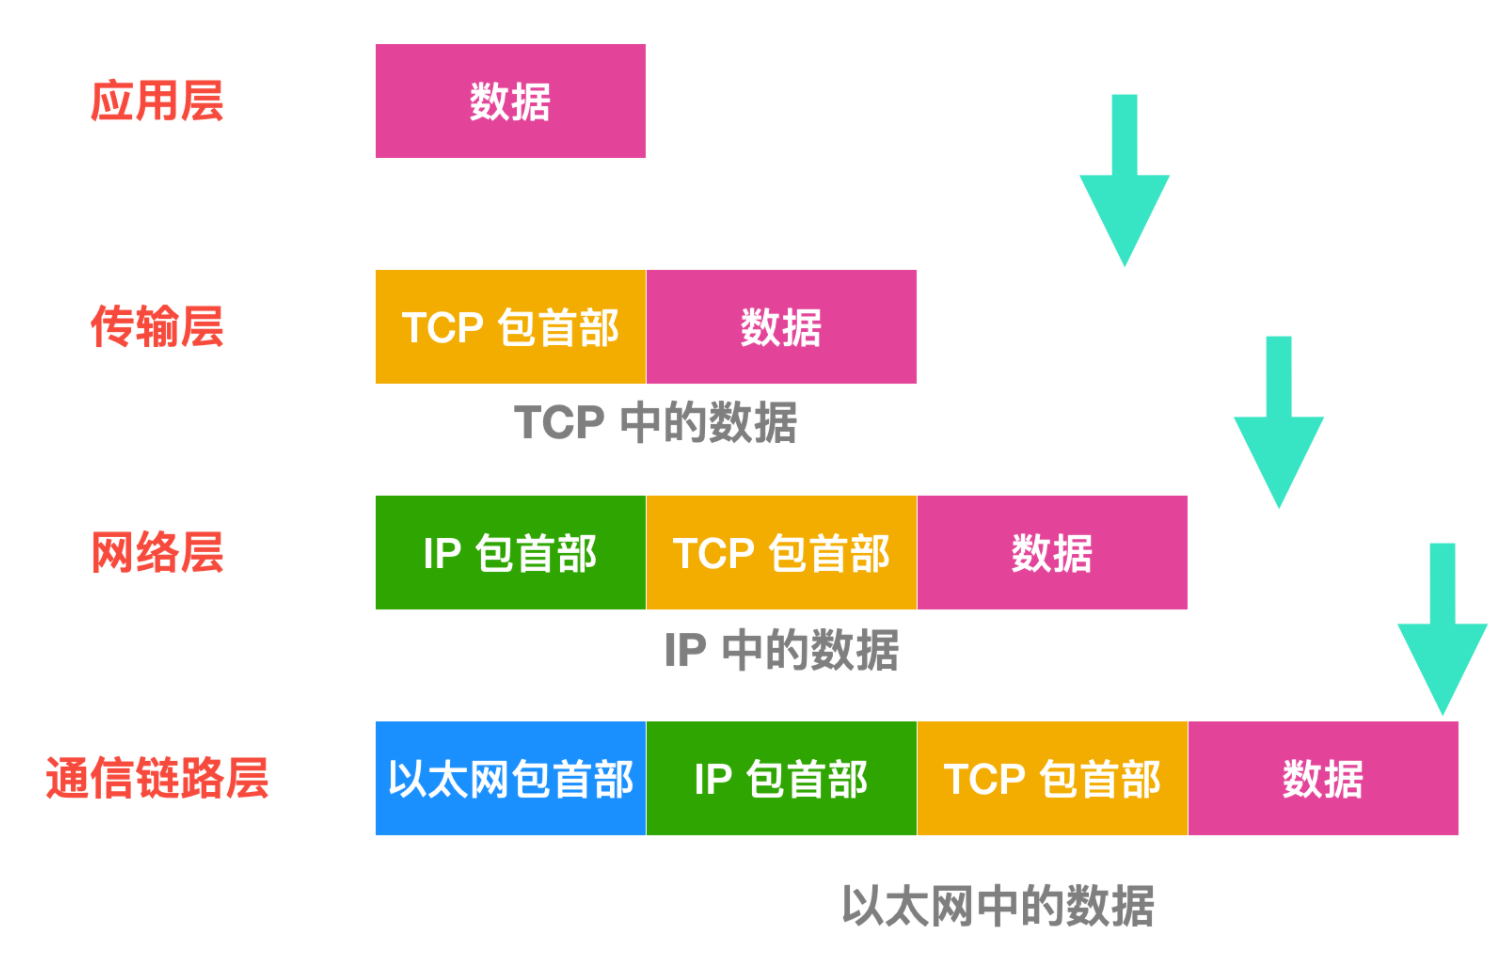 应用层
数据
传输层
TCP 包首部
数据
TCP 中的数据
网络层
IP 包首部
TCP 包首部
数据
IP 中的数据
通信链路层
以太网包首部
IP 包首部
TCP 包首部
数据
以太网中的数据